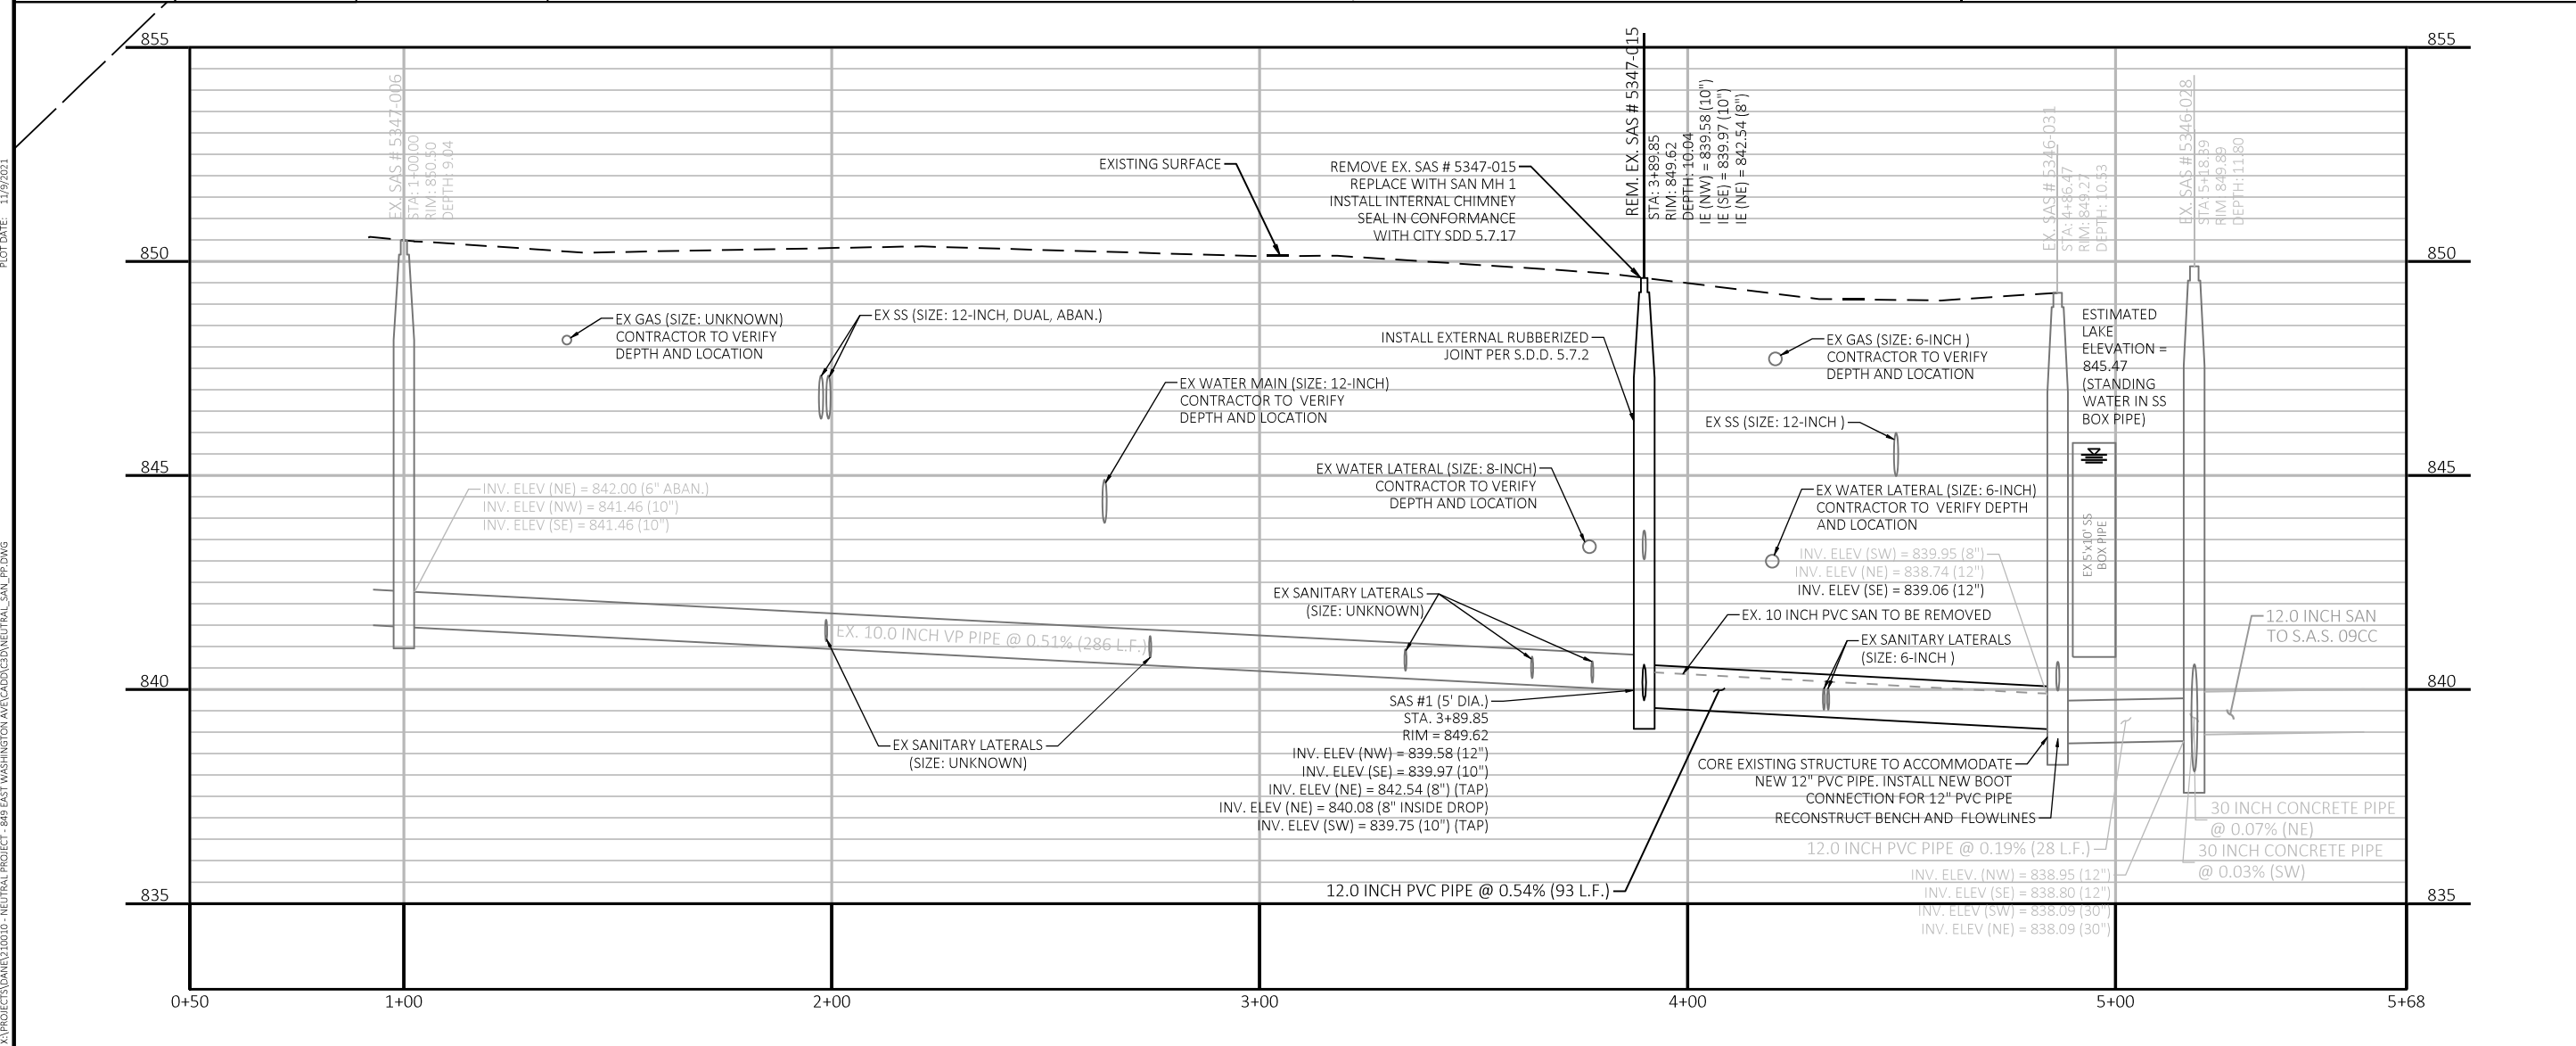 855
855
850
850
845
845
840
840
835
835
PLOT DATE: 11/9/2021
X:\PROJECTS\DANE\210010 - NEUTRAL PROJECT - 849 EAST WASHINGTON AVE\CADD\C3D\NEUTRAL_SAN_PP.DWG
EX. SAS # 5347-006
STA: 1+00.00
RIM: 850.50
DEPTH: 9.04
EXISTING SURFACE
REMOVE EX. SAS # 5347-015
REPLACE WITH SAN MH 1
INSTALL INTERNAL CHIMNEY
SEAL IN CONFORMANCE
WITH CITY SDD 5.7.17
REM. EX. SAS # 5347-015
STA: 3+89.85
RIM: 849.62
DEPTH: 10.04
IE (NW) = 839.58 (10")
IE (SE) = 839.97 (10")
IE (NE) = 842.54 (8")
EX. SAS # 5346-031
STA: 4+86.47
RIM: 849.27
DEPTH: 10.53
EX. SAS # 5346-028
STA: 5+18.39
RIM 849.89
DEPTH: 11.80
EX GAS (SIZE: UNKNOWN)
CONTRACTOR TO VERIFY
DEPTH AND LOCATION
EX SS (SIZE: 12-INCH, DUAL, ABAN.)
EX WATER MAIN (SIZE: 12-INCH)
CONTRACTOR TO VERIFY
DEPTH AND LOCATION
INSTALL EXTERNAL RUBBERIZED
JOINT PER S.D.D. 5.7.2
EX GAS (SIZE: 6-INCH )
CONTRACTOR TO VERIFY
DEPTH AND LOCATION
ESTIMATED
LAKE
ELEVATION =
845.47
(STANDING
WATER IN SS
BOX PIPE)
EX SS (SIZE: 12-INCH )
EX WATER LATERAL (SIZE: 8-INCH)
CONTRACTOR TO VERIFY
DEPTH AND LOCATION
EX WATER LATERAL (SIZE: 6-INCH)
CONTRACTOR TO VERIFY DEPTH
AND LOCATION
INV. ELEV (NE) = 842.00 (6" ABAN.)
INV. ELEV (NW) = 841.46 (10")
INV. ELEV (SE) = 841.46 (10")
EX 5'x10' SS
BOX PIPE
INV. ELEV (SW) = 839.95 (8")
INV. ELEV (NE) = 838.74 (12")
INV. ELEV (SE) = 839.06 (12")
EX SANITARY LATERALS
(SIZE: UNKNOWN)
EX. 10 INCH PVC SAN TO BE REMOVED
EX SANITARY LATERALS
(SIZE: 6-INCH )
12.0 INCH SAN
TO S.A.S. 09CC
EX. 10.0 INCH VP PIPE @ 0.51% (286 L.F.)
EX SANITARY LATERALS
(SIZE: UNKNOWN)
SAS #1 (5' DIA.)
STA. 3+89.85
RIM = 849.62
INV. ELEV (NW) = 839.58 (12")
INV. ELEV (SE) = 839.97 (10")
INV. ELEV (NE) = 842.54 (8") (TAP)
INV. ELEV (NE) = 840.08 (8" INSIDE DROP)
INV. ELEV (SW) = 839.75 (10") (TAP)
CORE EXISTING STRUCTURE TO ACCOMMODATE
NEW 12" PVC PIPE. INSTALL NEW BOOT
CONNECTION FOR 12" PVC PIPE
RECONSTRUCT BENCH AND FLOWLINES
30 INCH CONCRETE PIPE
@ 0.07% (NE)
30 INCH CONCRETE PIPE
@ 0.03% (SW)
12.0 INCH PVC PIPE @ 0.19% (28 L.F.)
12.0 INCH PVC PIPE @ 0.54% (93 L.F.)
INV. ELEV. (NW) = 838.95 (12")
INV. ELEV (SE) = 838.80 (12")
INV. ELEV (SW) = 838.09 (30")
INV. ELEV (NE) = 838.09 (30")
0+50
1+00
2+00
3+00
4+00
5+00
5+68